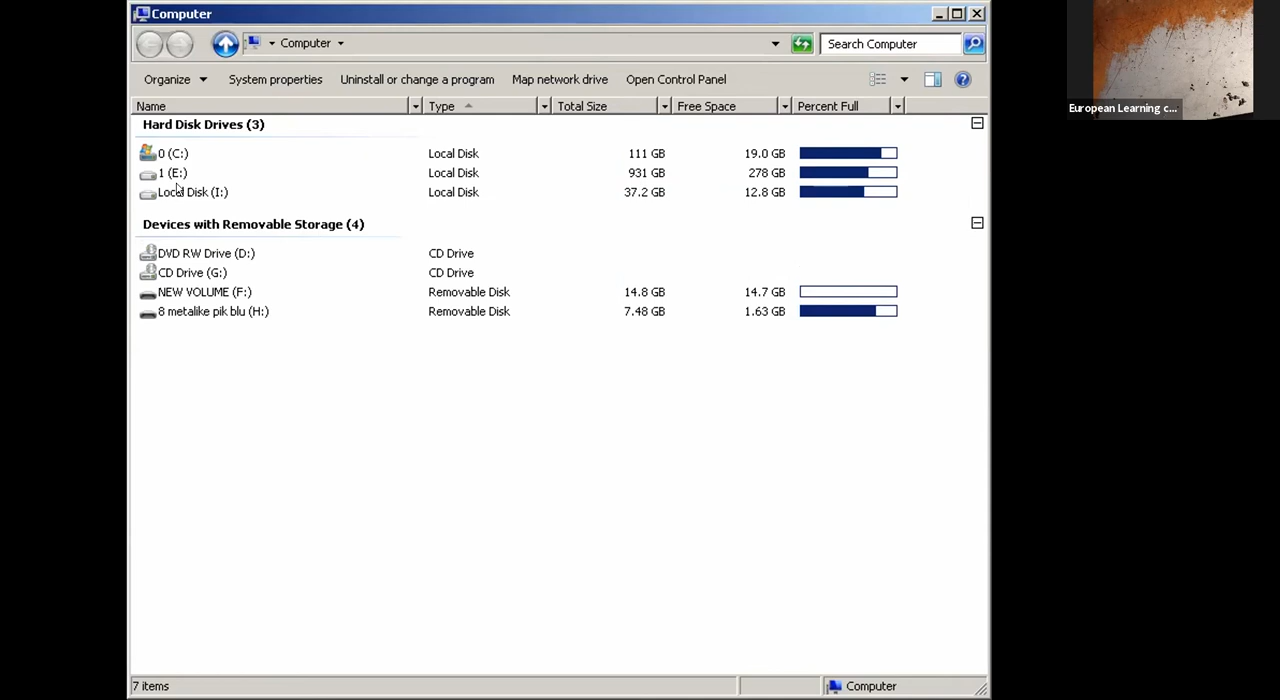 Computer
Computer
Search Computer
Organize System properties Uninstall or change a program Map network drive Open Control Panel
Name Type Total Size Free Space Percent Full
Hard Disk Drives (3)
0 (C:) Local Disk 111 GB 19.0 GB
1 (E:) Local Disk 931 GB 278 GB
Local Disk (I:) Local Disk 37.2 GB 12.8 GB
Devices with Removable Storage (4)
DVD RW Drive (D:) CD Drive
CD Drive (G:) CD Drive
NEW VOLUME (F:) Removable Disk 14.8 GB 14.7 GB
8 metalike pik blu (H:) Removable Disk 7.48 GB 1.63 GB
7 items Computer
European Learning c...